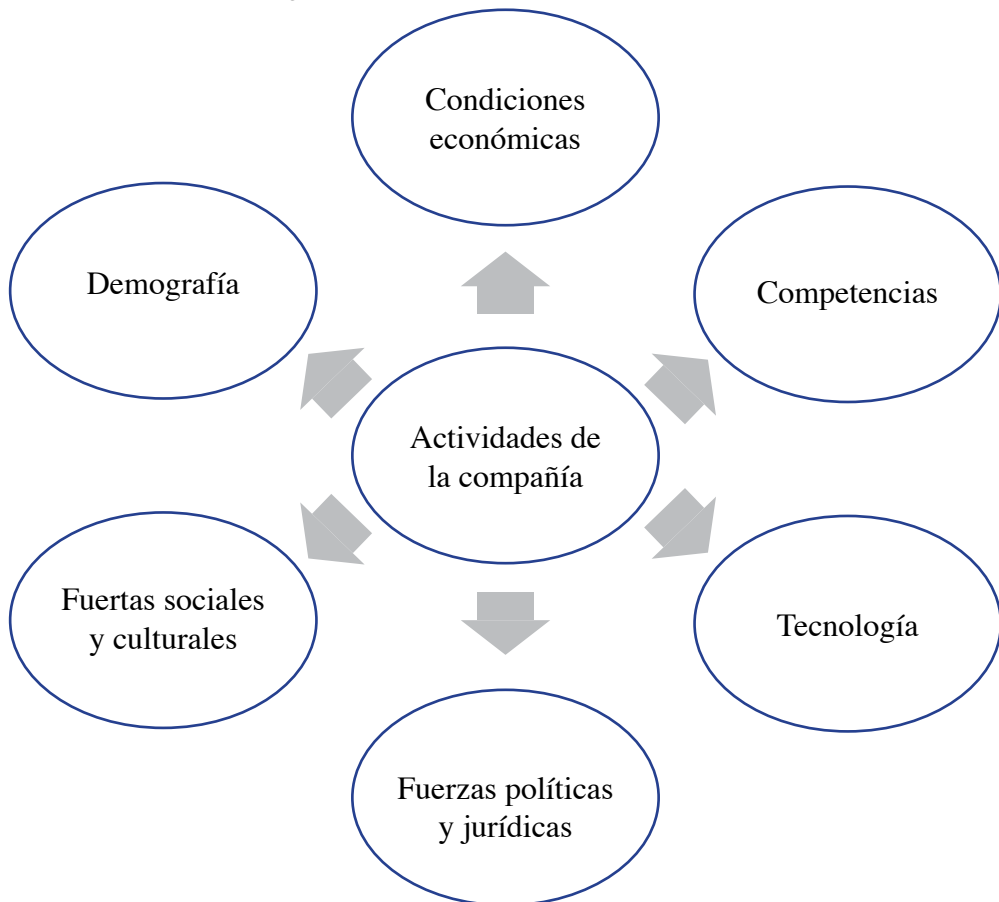 Condiciones
económicas
Demografía
Competencias
Actividades de
la compañía
Fuertas sociales
y culturales
Tecnología
Fuerzas políticas
y jurídicas